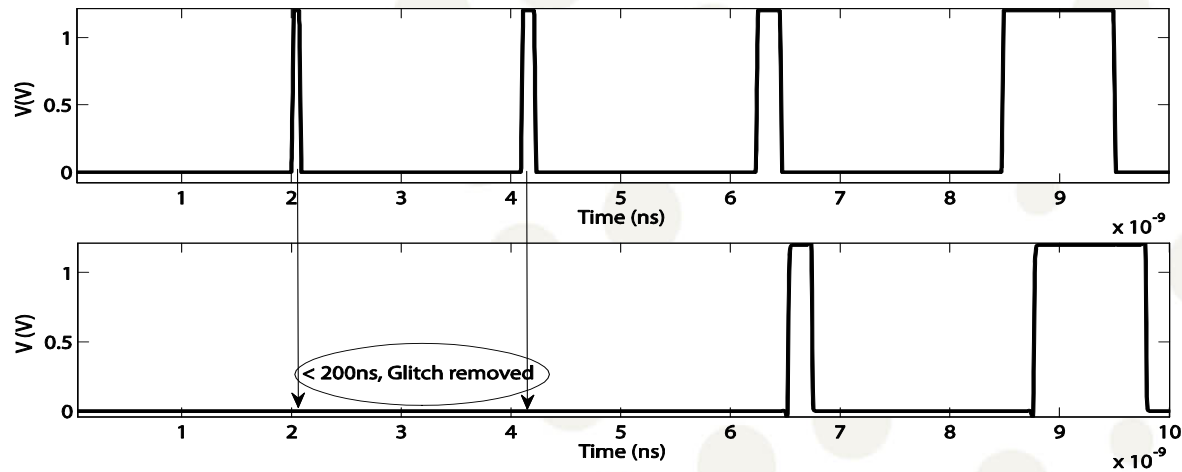 1
0.5
0
V(V)
1 2 3 4 5 6 7 8 9
Time (ns)
x 10-9
1
0.5
0
V (V)
< 200ns, Glitch removed
1 2 3 4 5 6 7 8 9 10
Time (ns)
x 10-9